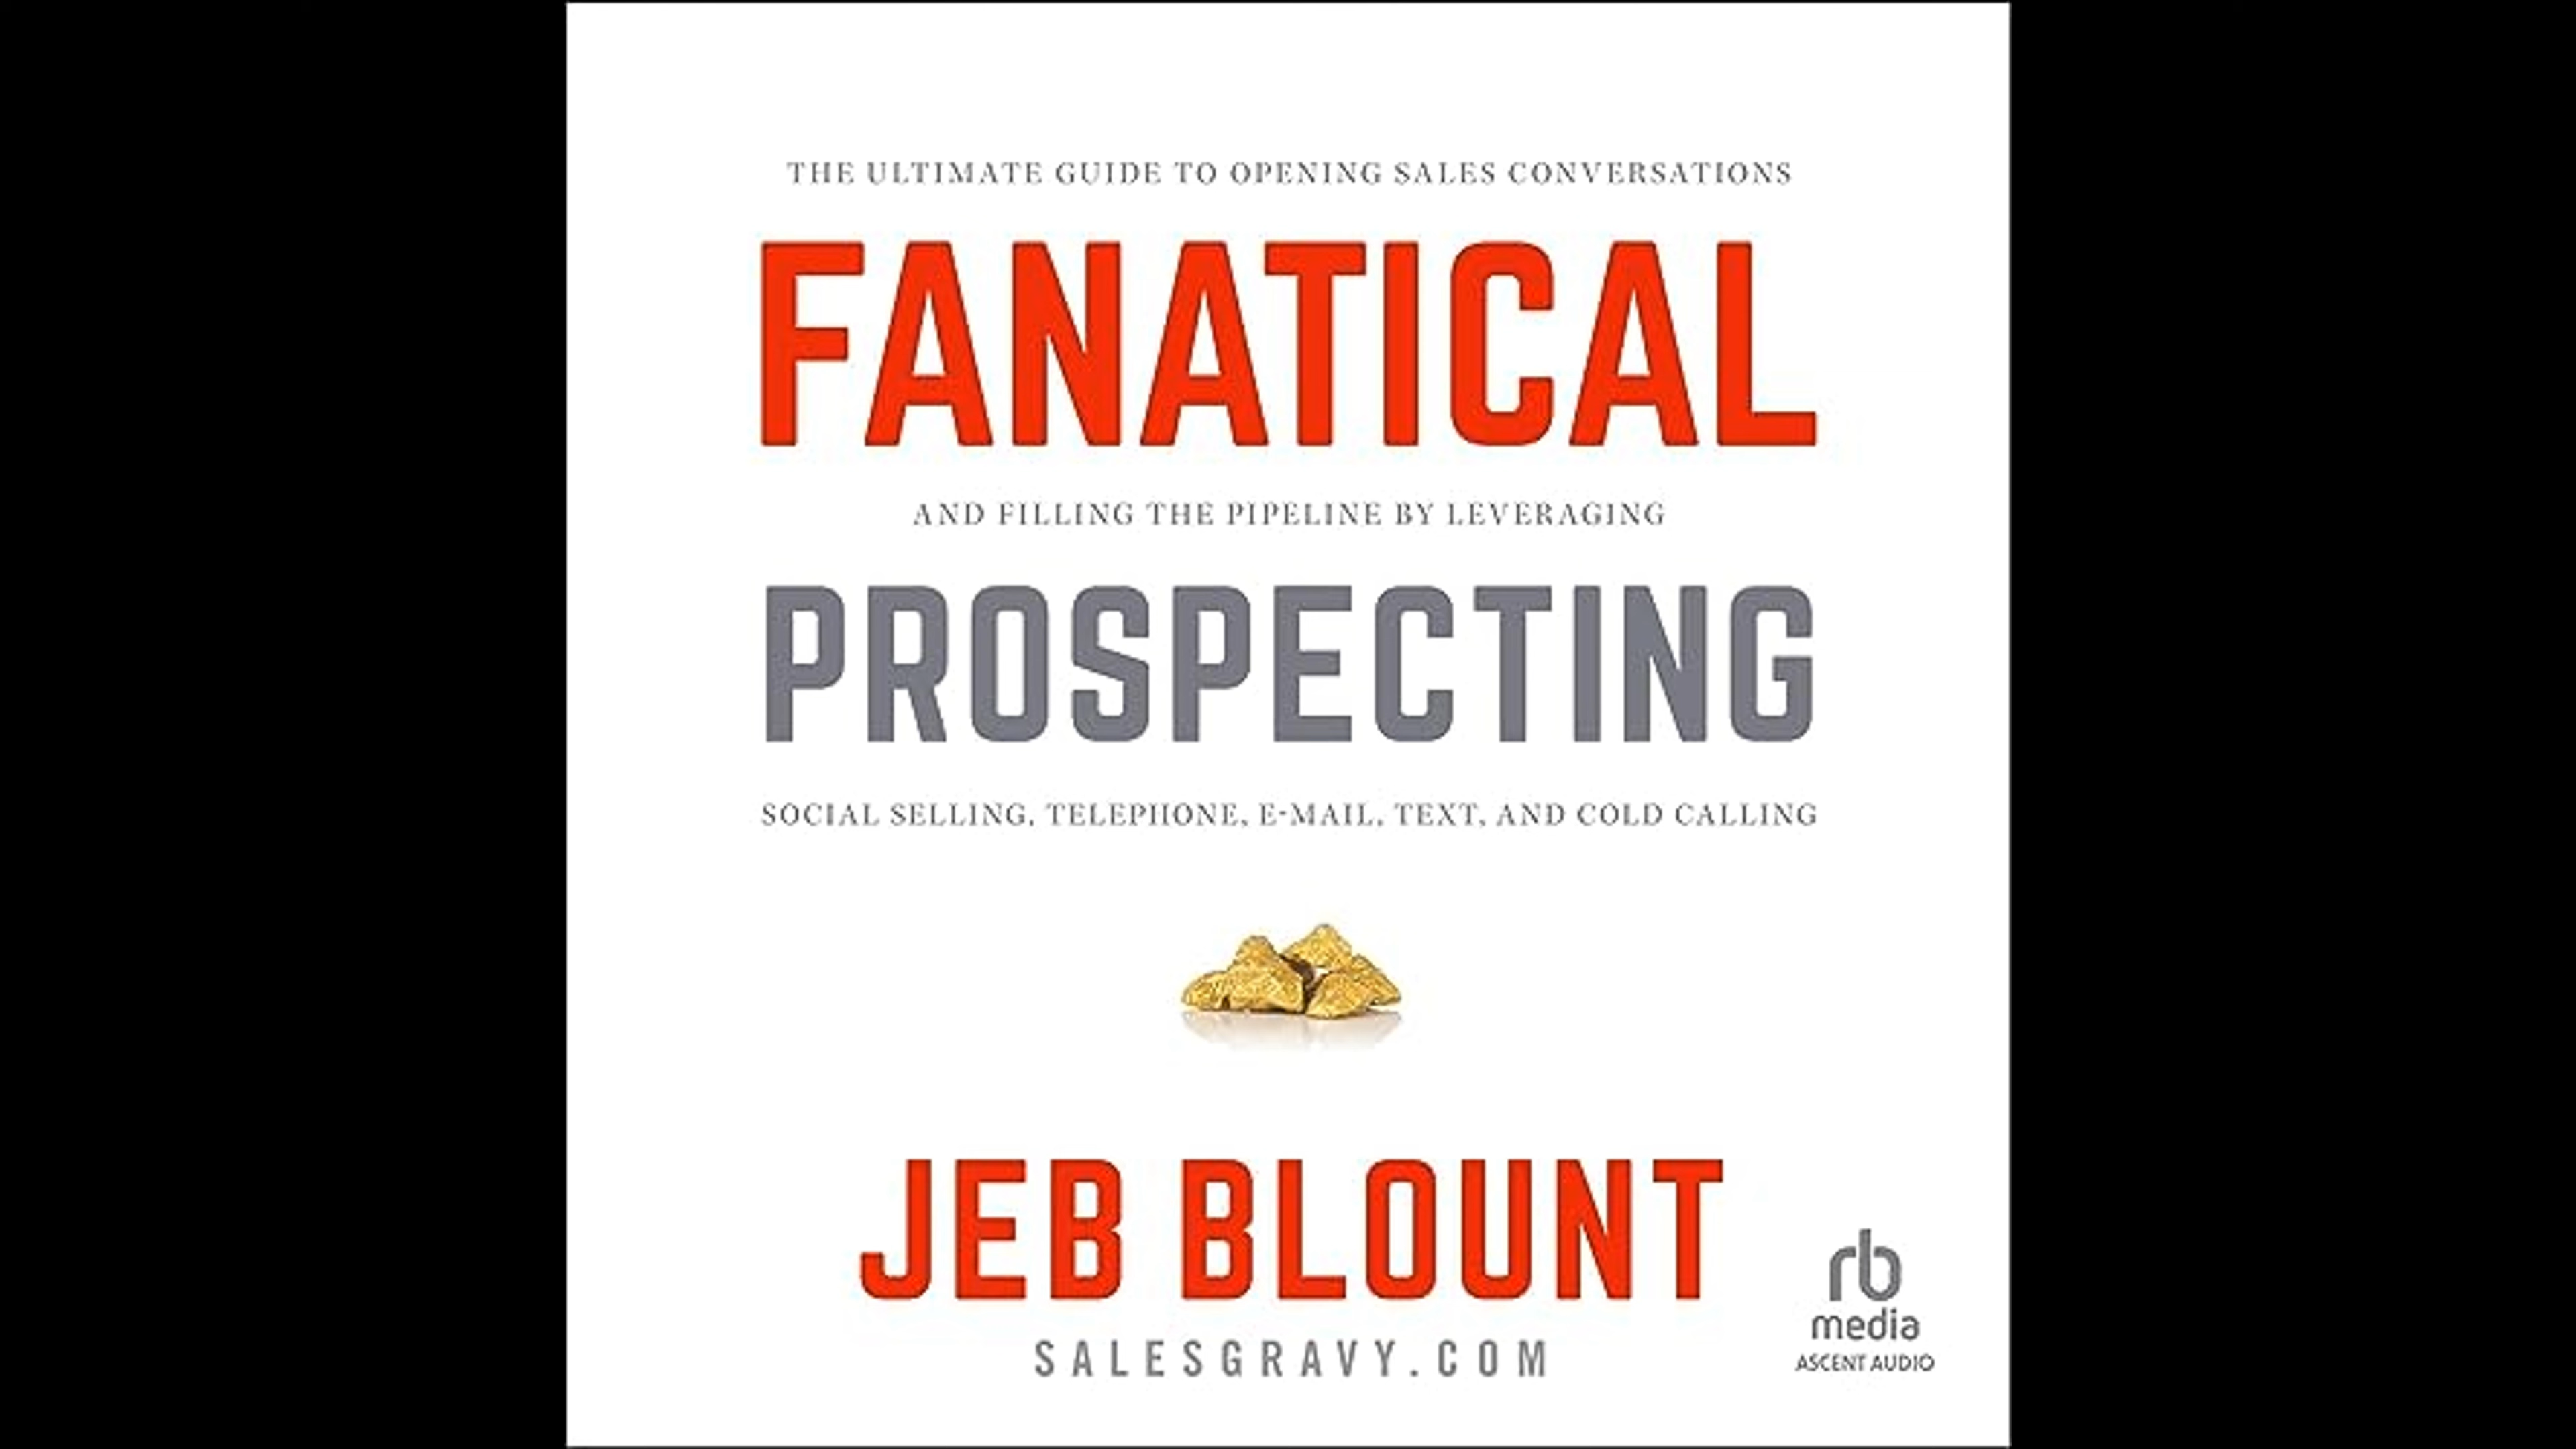 THE ULTIMATE GUIDE TO OPENING SALES CONVERSATIONS
FANATICAL
AND FILLING THE PIPELINE BY LEVERAGING
PROSPECTING
SOCIAL SELLING, TELEPHONE, E-MAIL, TEXT, AND COLD CALLING
JEB BLOUNT
SALESGRAVY.COM
rb
media
ASCENT AUDIO